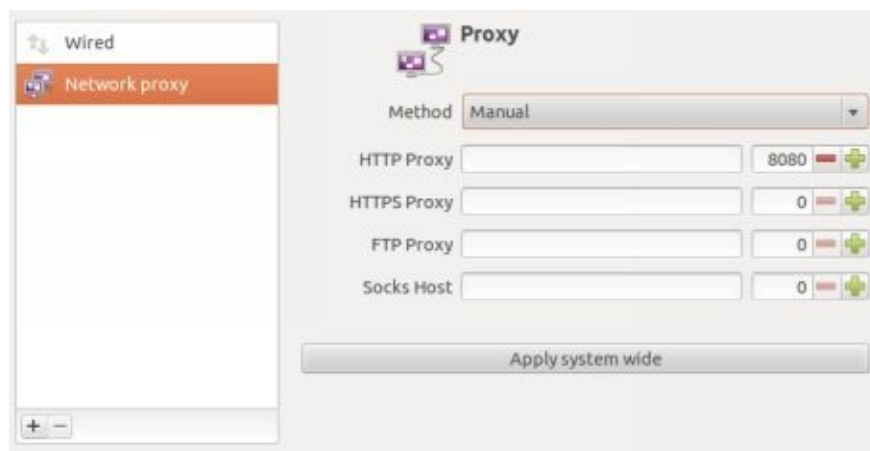 Wired
Network proxy
Proxy
Method Manual
HTTP Proxy 8080
HTTPS Proxy 0
FTP Proxy 0
Socks Host 0
Apply system wide